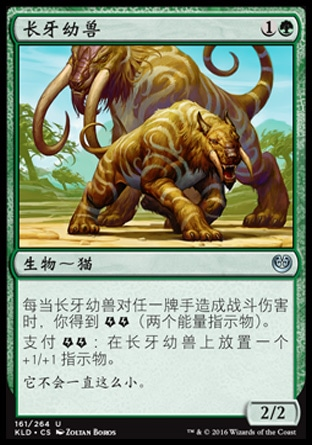 长牙幼兽 1
生物～猫
每当长牙幼兽对任一牌手造成战斗伤害
时，你得到（两个能量指示物）。
支付：在长牙幼兽上放置一个
+1/+1 指示物。
它不会一直这么小。
2/2
161/264 U
KLD • CS Zoltan Boros
™ & © 2016 Wizards of the Coast